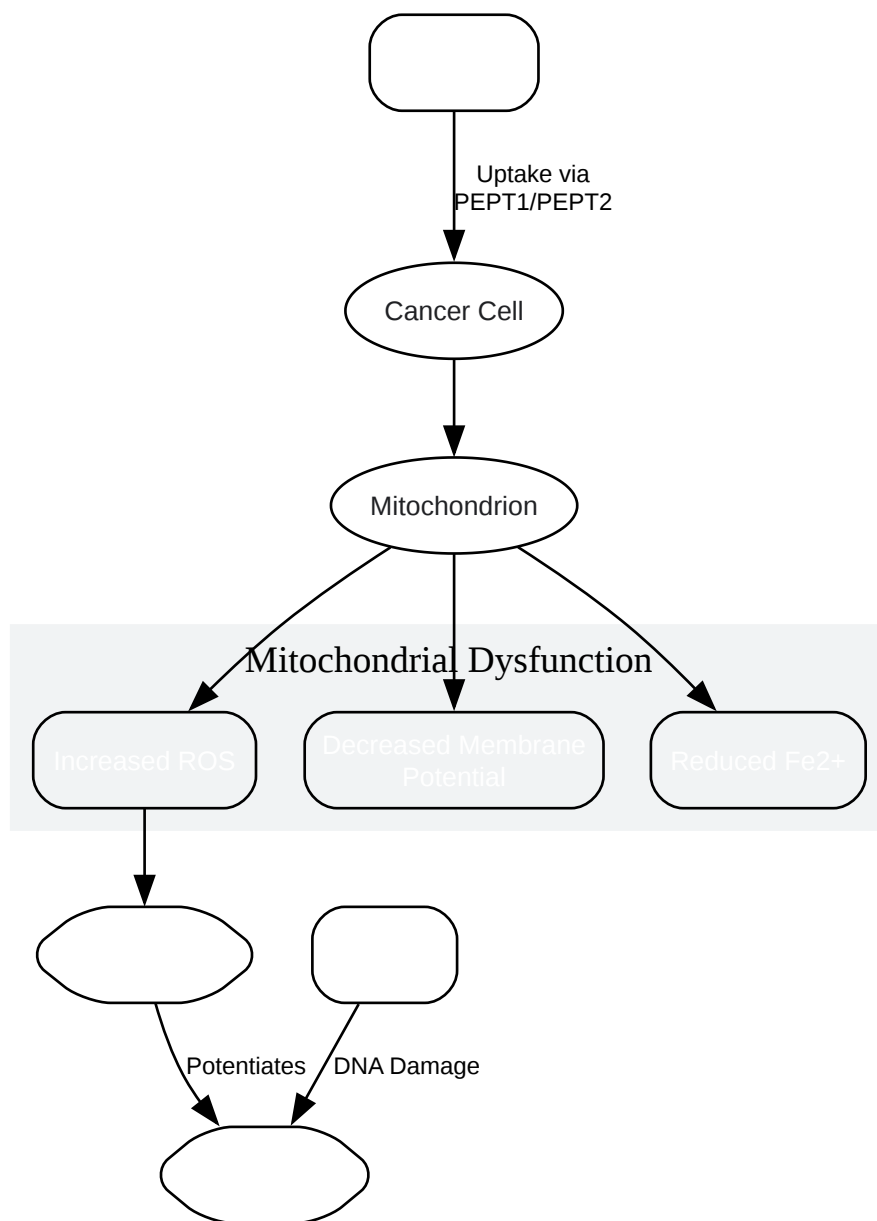 Uptake via
PEPT1/PEPT2
Cancer Cell
Mitochondrion
Mitochondrial Dysfunction
Increased ROS
Decreased Membrane
Potential
Reduced Fe2+
Potentiates
DNA Damage